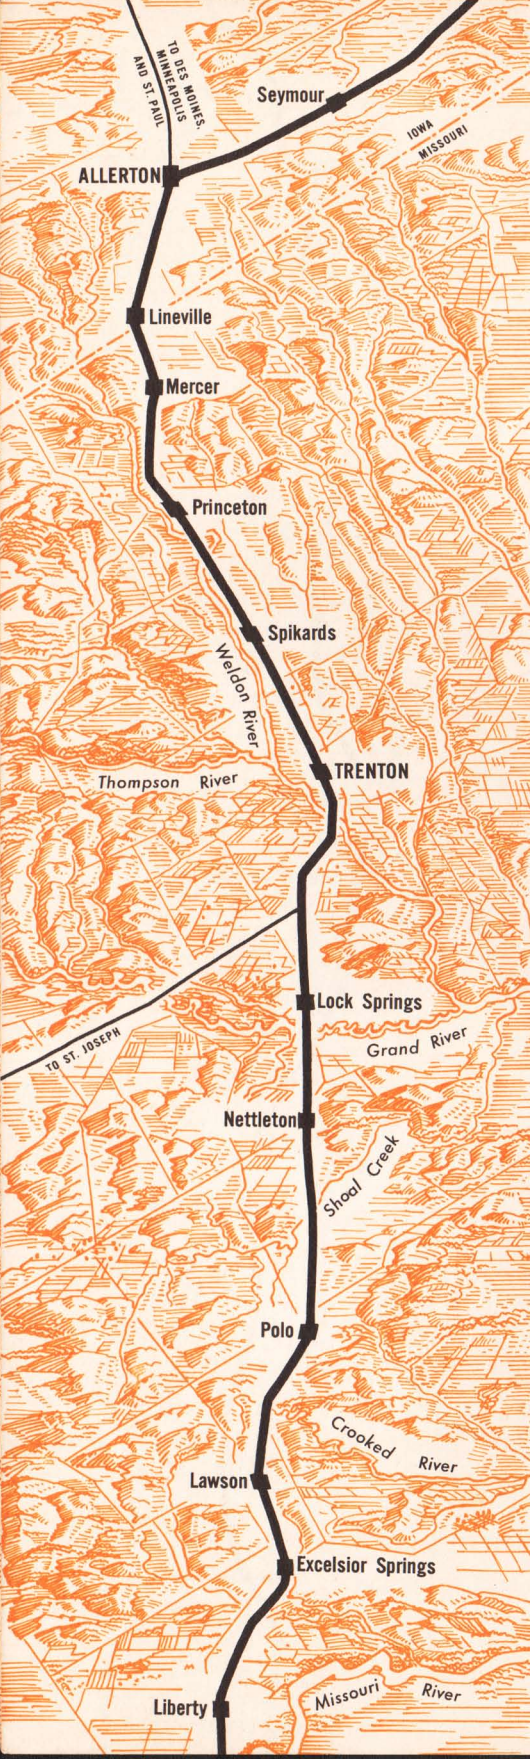 TO DES MOINES,
MINNEAPOLIS
AND ST. PAUL
Seymour
IOWA
MISSOURI
ALLERTON
Lineville
Mercer
Princeton
Spikards
Weldon River
TRENTON
Thompson River
Lock Springs
Grand River
TO ST. JOSEPH
Nettleton
Shoal Creek
Polo
Crooked River
Lawson
Excelsior Springs
Missouri River
Liberty